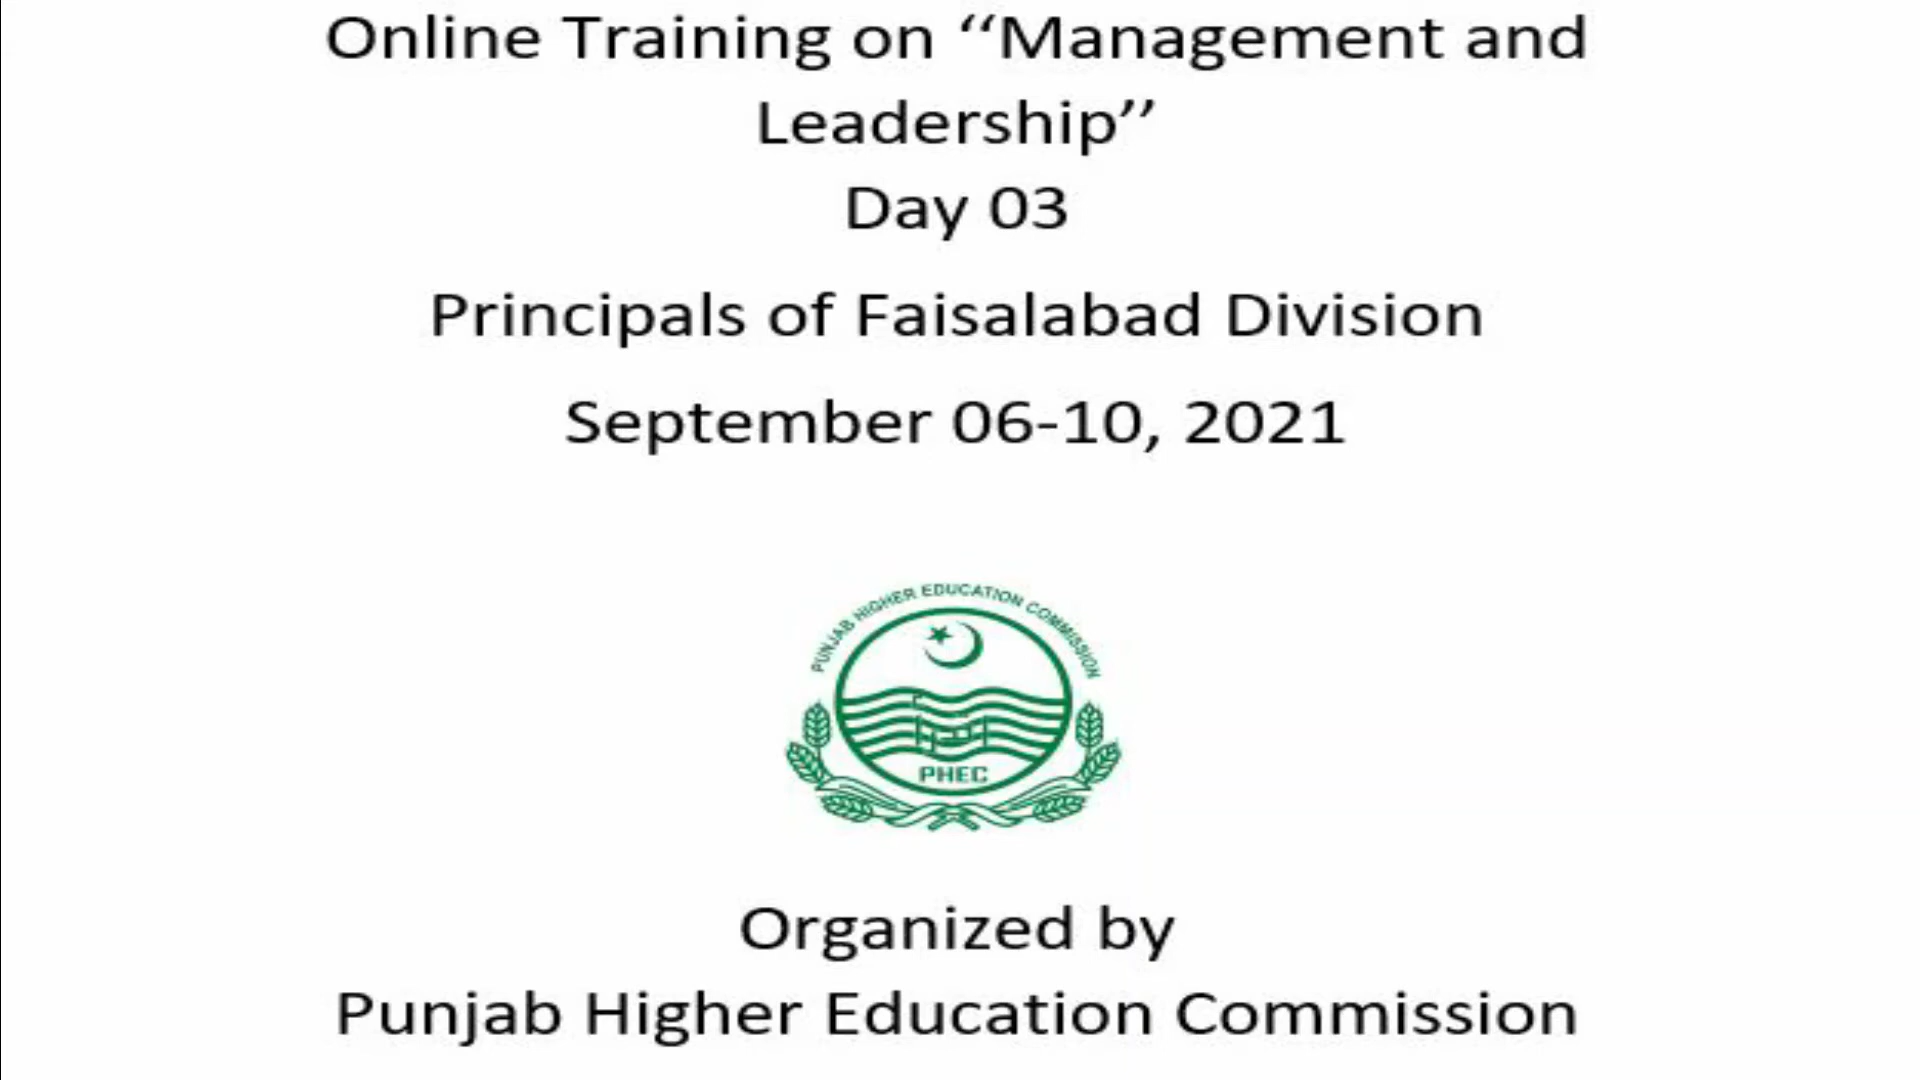 Online Training on ‘‘Management and
Leadership’’
Day 03
Principals of Faisalabad Division
September 06-10, 2021
PUNJAB HIGHER EDUCATION COMMISSION
PHEC
Organized by
Punjab Higher Education Commission